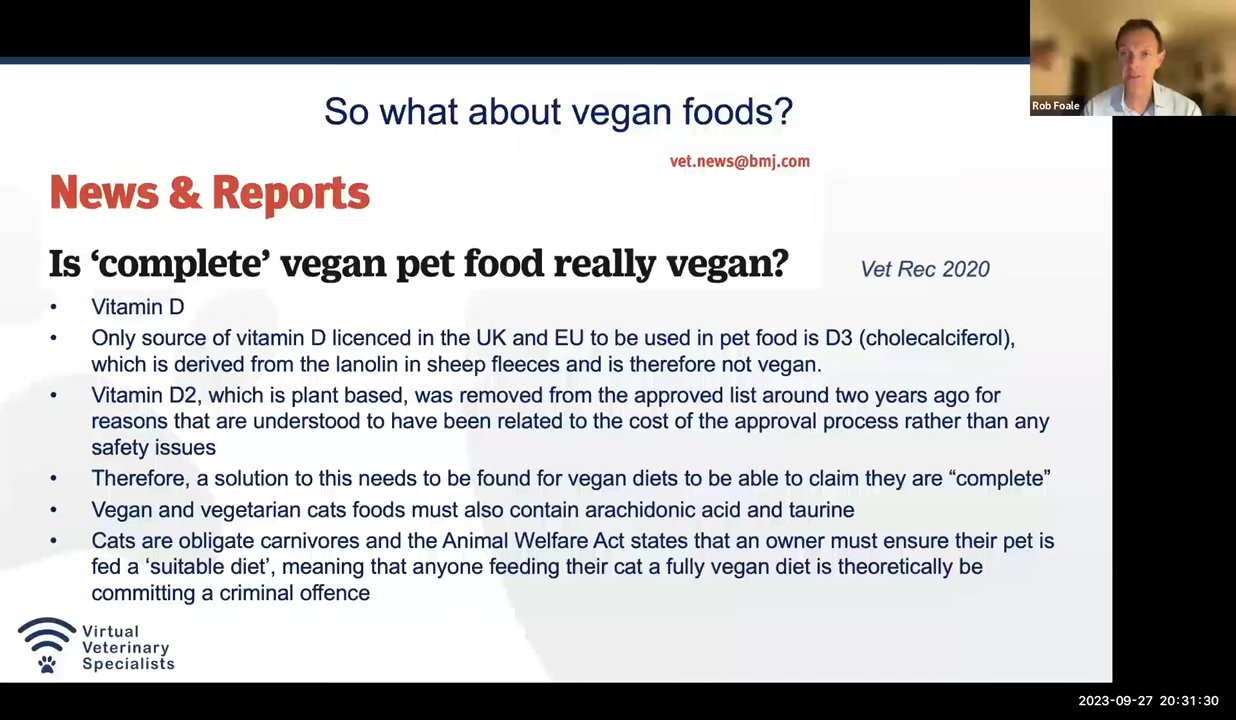 Rob Foale
So what about vegan foods?
vet.news@bmj.com
News & Reports
Is ‘complete’ vegan pet food really vegan?
Vet Rec 2020
• Vitamin D
• Only source of vitamin D licenced in the UK and EU to be used in pet food is D3 (cholecalciferol),
which is derived from the lanolin in sheep fleeces and is therefore not vegan.
• Vitamin D2, which is plant based, was removed from the approved list around two years ago for
reasons that are understood to have been related to the cost of the approval process rather than any
safety issues
• Therefore, a solution to this needs to be found for vegan diets to be able to claim they are “complete”
• Vegan and vegetarian cats foods must also contain arachidonic acid and taurine
• Cats are obligate carnivores and the Animal Welfare Act states that an owner must ensure their pet is
fed a ‘suitable diet’, meaning that anyone feeding their cat a fully vegan diet is theoretically be
committing a criminal offence
Virtual
Veterinary
Specialists
2023-09-27 20:31:30